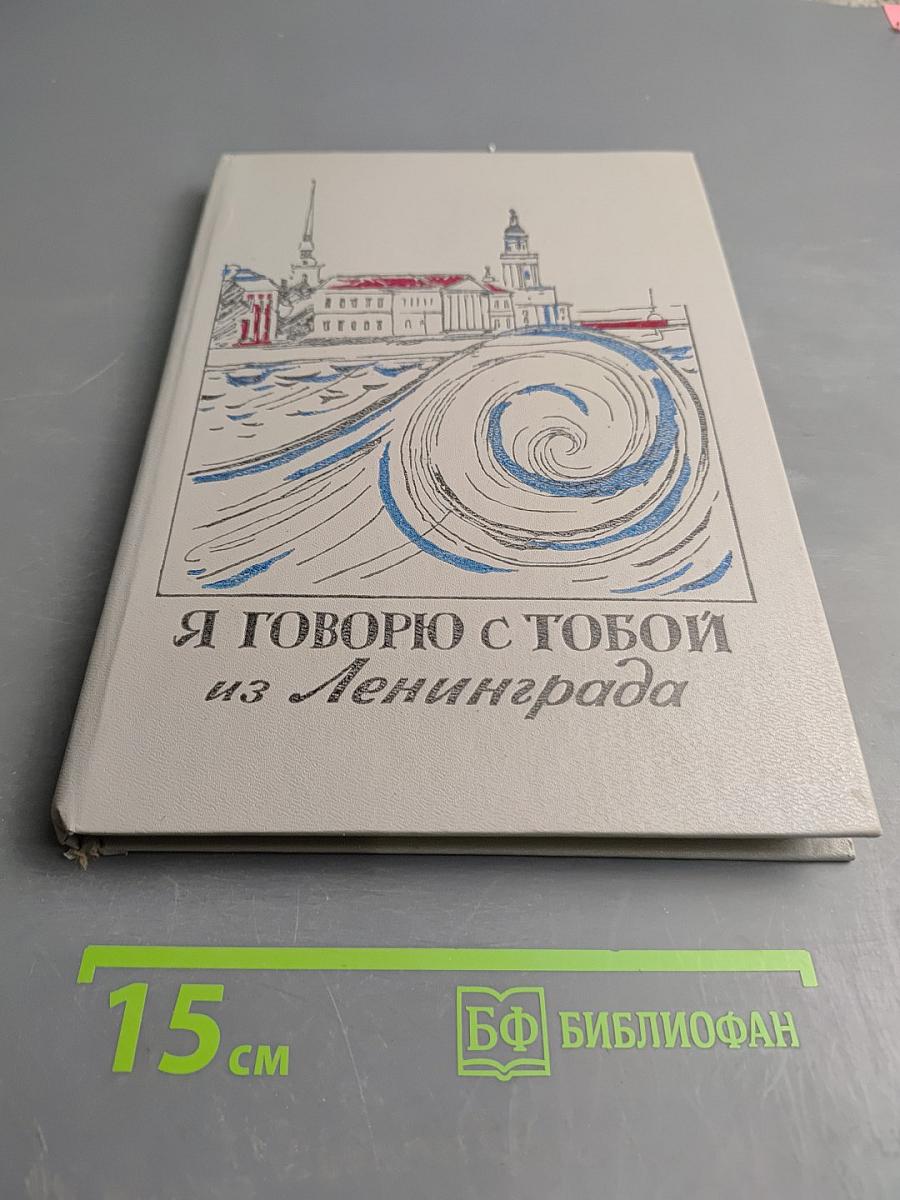 Я ГОВОРЮ С ТОБОЙ
из Ленинграда
15 см
БФ БИБЛИОФАН